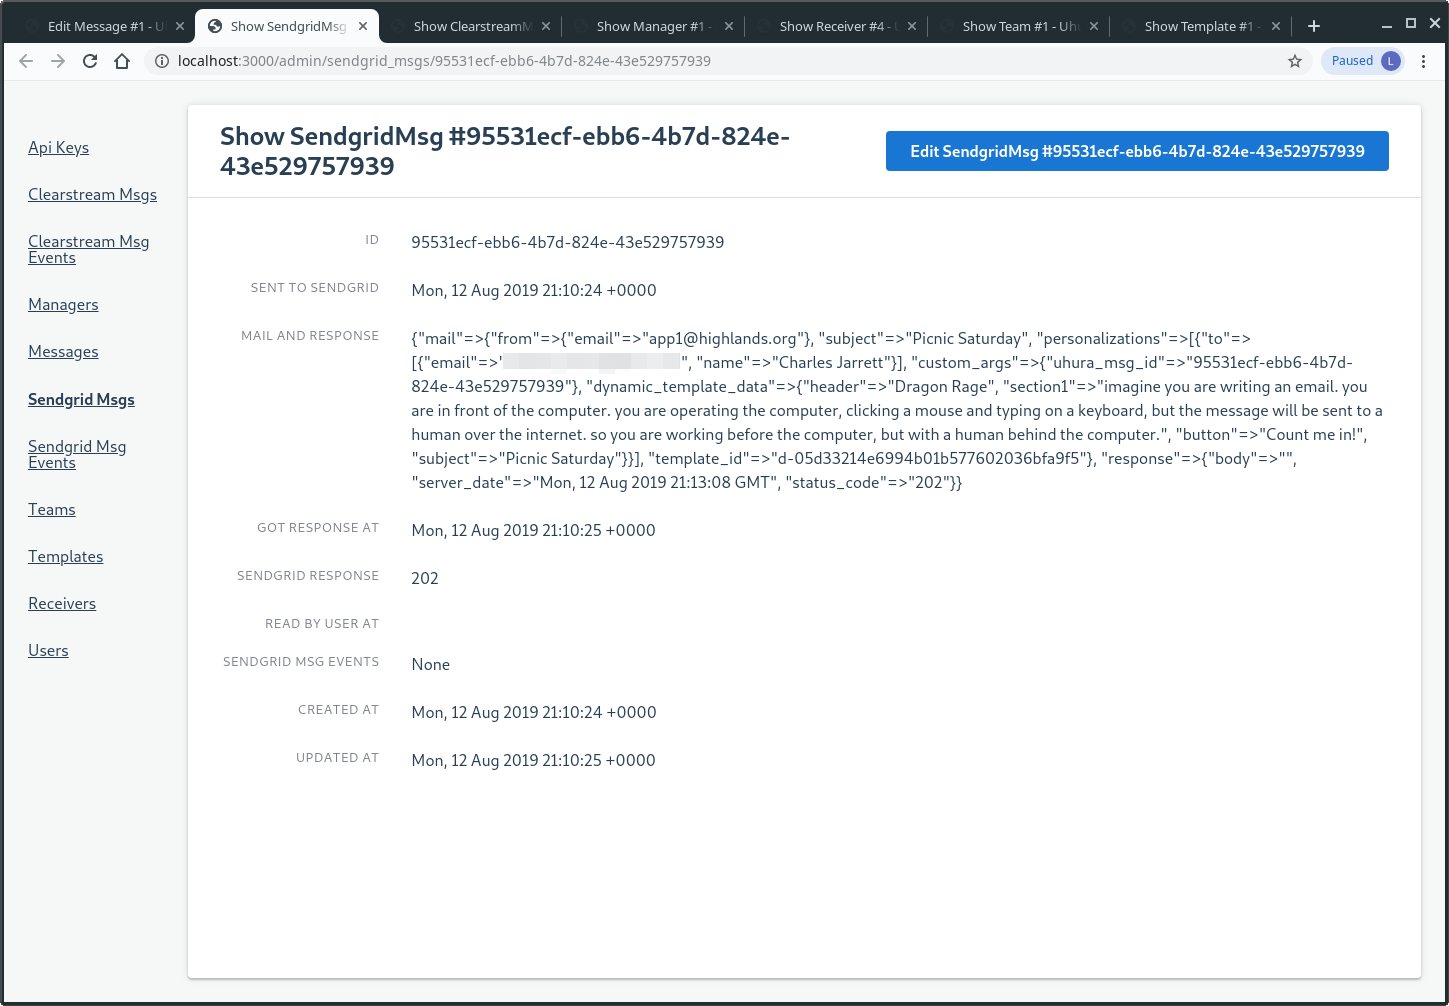 Edit Message #1 - U
Show SendgridMsg
Show ClearstreamM
Show Manager #1 -
Show Receiver #4 -
Show Team #1 - Uh
Show Template #1 -
localhost:3000/admin/sendgrid_msgs/95531ecf-ebb6-4b7d-824e-43e529757939
Paused
L
Api Keys
Clearstream Msgs
Clearstream Msg
Events
Managers
Messages
Sendgrid Msgs
Sendgrid Msg
Events
Teams
Templates
Receivers
Users
Show SendgridMsg #95531ecf-ebb6-4b7d-824e-
43e529757939
Edit SendgridMsg #95531ecf-ebb6-4b7d-824e-43e529757939
ID
95531ecf-ebb6-4b7d-824e-43e529757939
SENT TO SENDGRID
Mon, 12 Aug 2019 21:10:24 +0000
MAIL AND RESPONSE
{"mail"=>{"from"=>{"email"=>"app1@highlands.org"}, "subject"=>"Picnic Saturday", "personalizations"=>[{"to"=>
[{"email"=>" ", "name"=>"Charles Jarrett"}], "custom_args"=>{"uhura_msg_id"=>"95531ecf-ebb6-4b7d-
824e-43e529757939"}, "dynamic_template_data"=>{"header"=>"Dragon Rage", "section1"=>"imagine you are writing an email. you
are in front of the computer. you are operating the computer, clicking a mouse and typing on a keyboard, but the message will be sent to a
human over the internet. so you are working before the computer, but with a human behind the computer.", "button"=>"Count me in!",
"subject"=>"Picnic Saturday"}}], "template_id"=>"d-05d33214e6994b01b577602036bfa9f5"}, "response"=>{"body"=>"",
"server_date"=>"Mon, 12 Aug 2019 21:13:08 GMT", "status_code"=>"202"}}
GOT RESPONSE AT
Mon, 12 Aug 2019 21:10:25 +0000
SENDGRID RESPONSE
202
READ BY USER AT
SENDGRID MSG EVENTS
None
CREATED AT
Mon, 12 Aug 2019 21:10:24 +0000
UPDATED AT
Mon, 12 Aug 2019 21:10:25 +0000